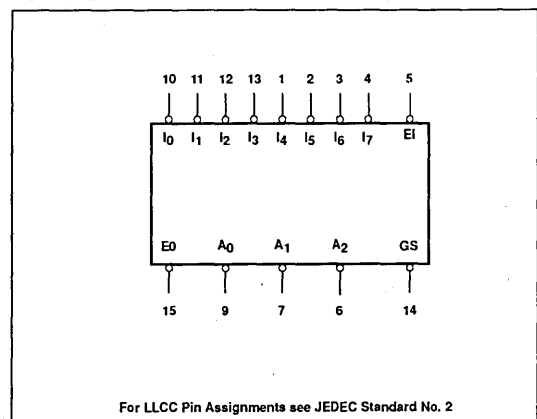 10 11 12 13 1 2 3 4 5
I0 I1 I2 I3 I4 I5 I6 I7 EI
E0 A0 A1 A2 GS
15 9 7 6 14
For LLCC Pin Assignments see JEDEC Standard No. 2